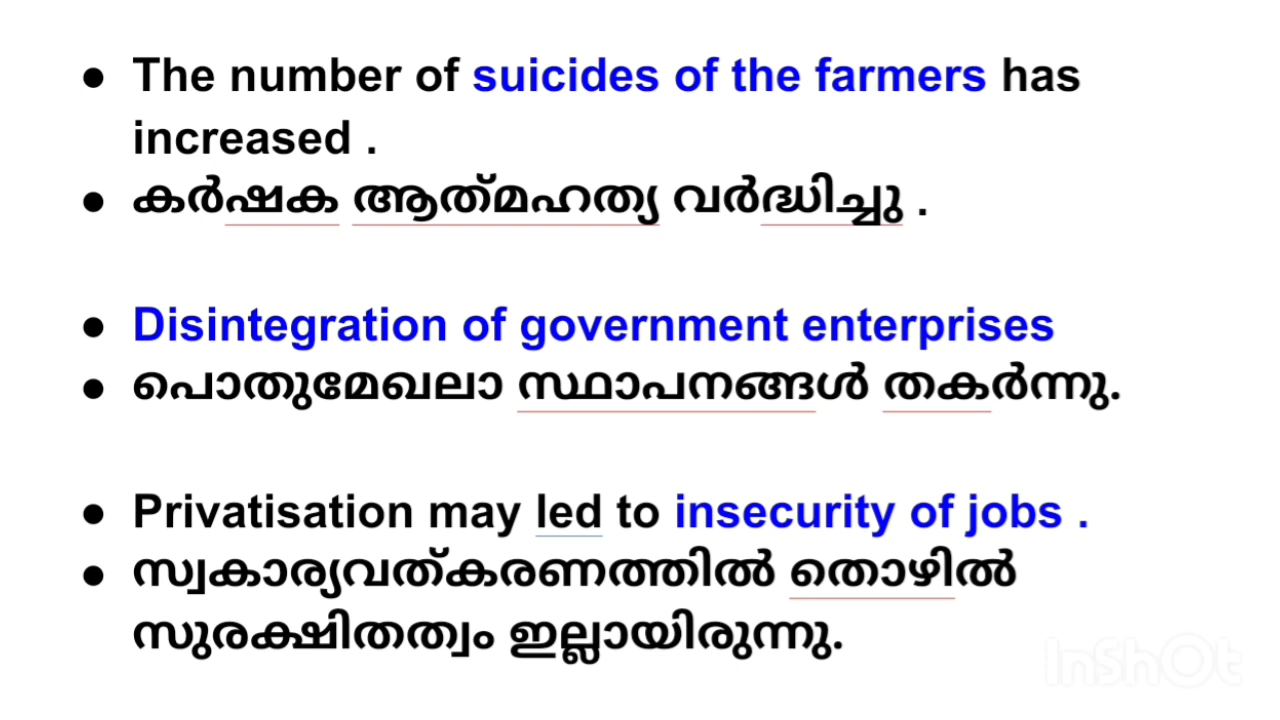 ● The number of suicides of the farmers has
increased .
● കർഷക ആത്മഹത്യ വർദ്ധിച്ചു .
● Disintegration of government enterprises
● പൊതുമേഖലാ സ്ഥാപനങ്ങൾ തകർന്നു.
● Privatisation may led to insecurity of jobs .
● സ്വകാര്യവത്കരണത്തിൽ തൊഴിൽ
സുരക്ഷിതത്വം ഇല്ലായിരുന്നു.
InShOt